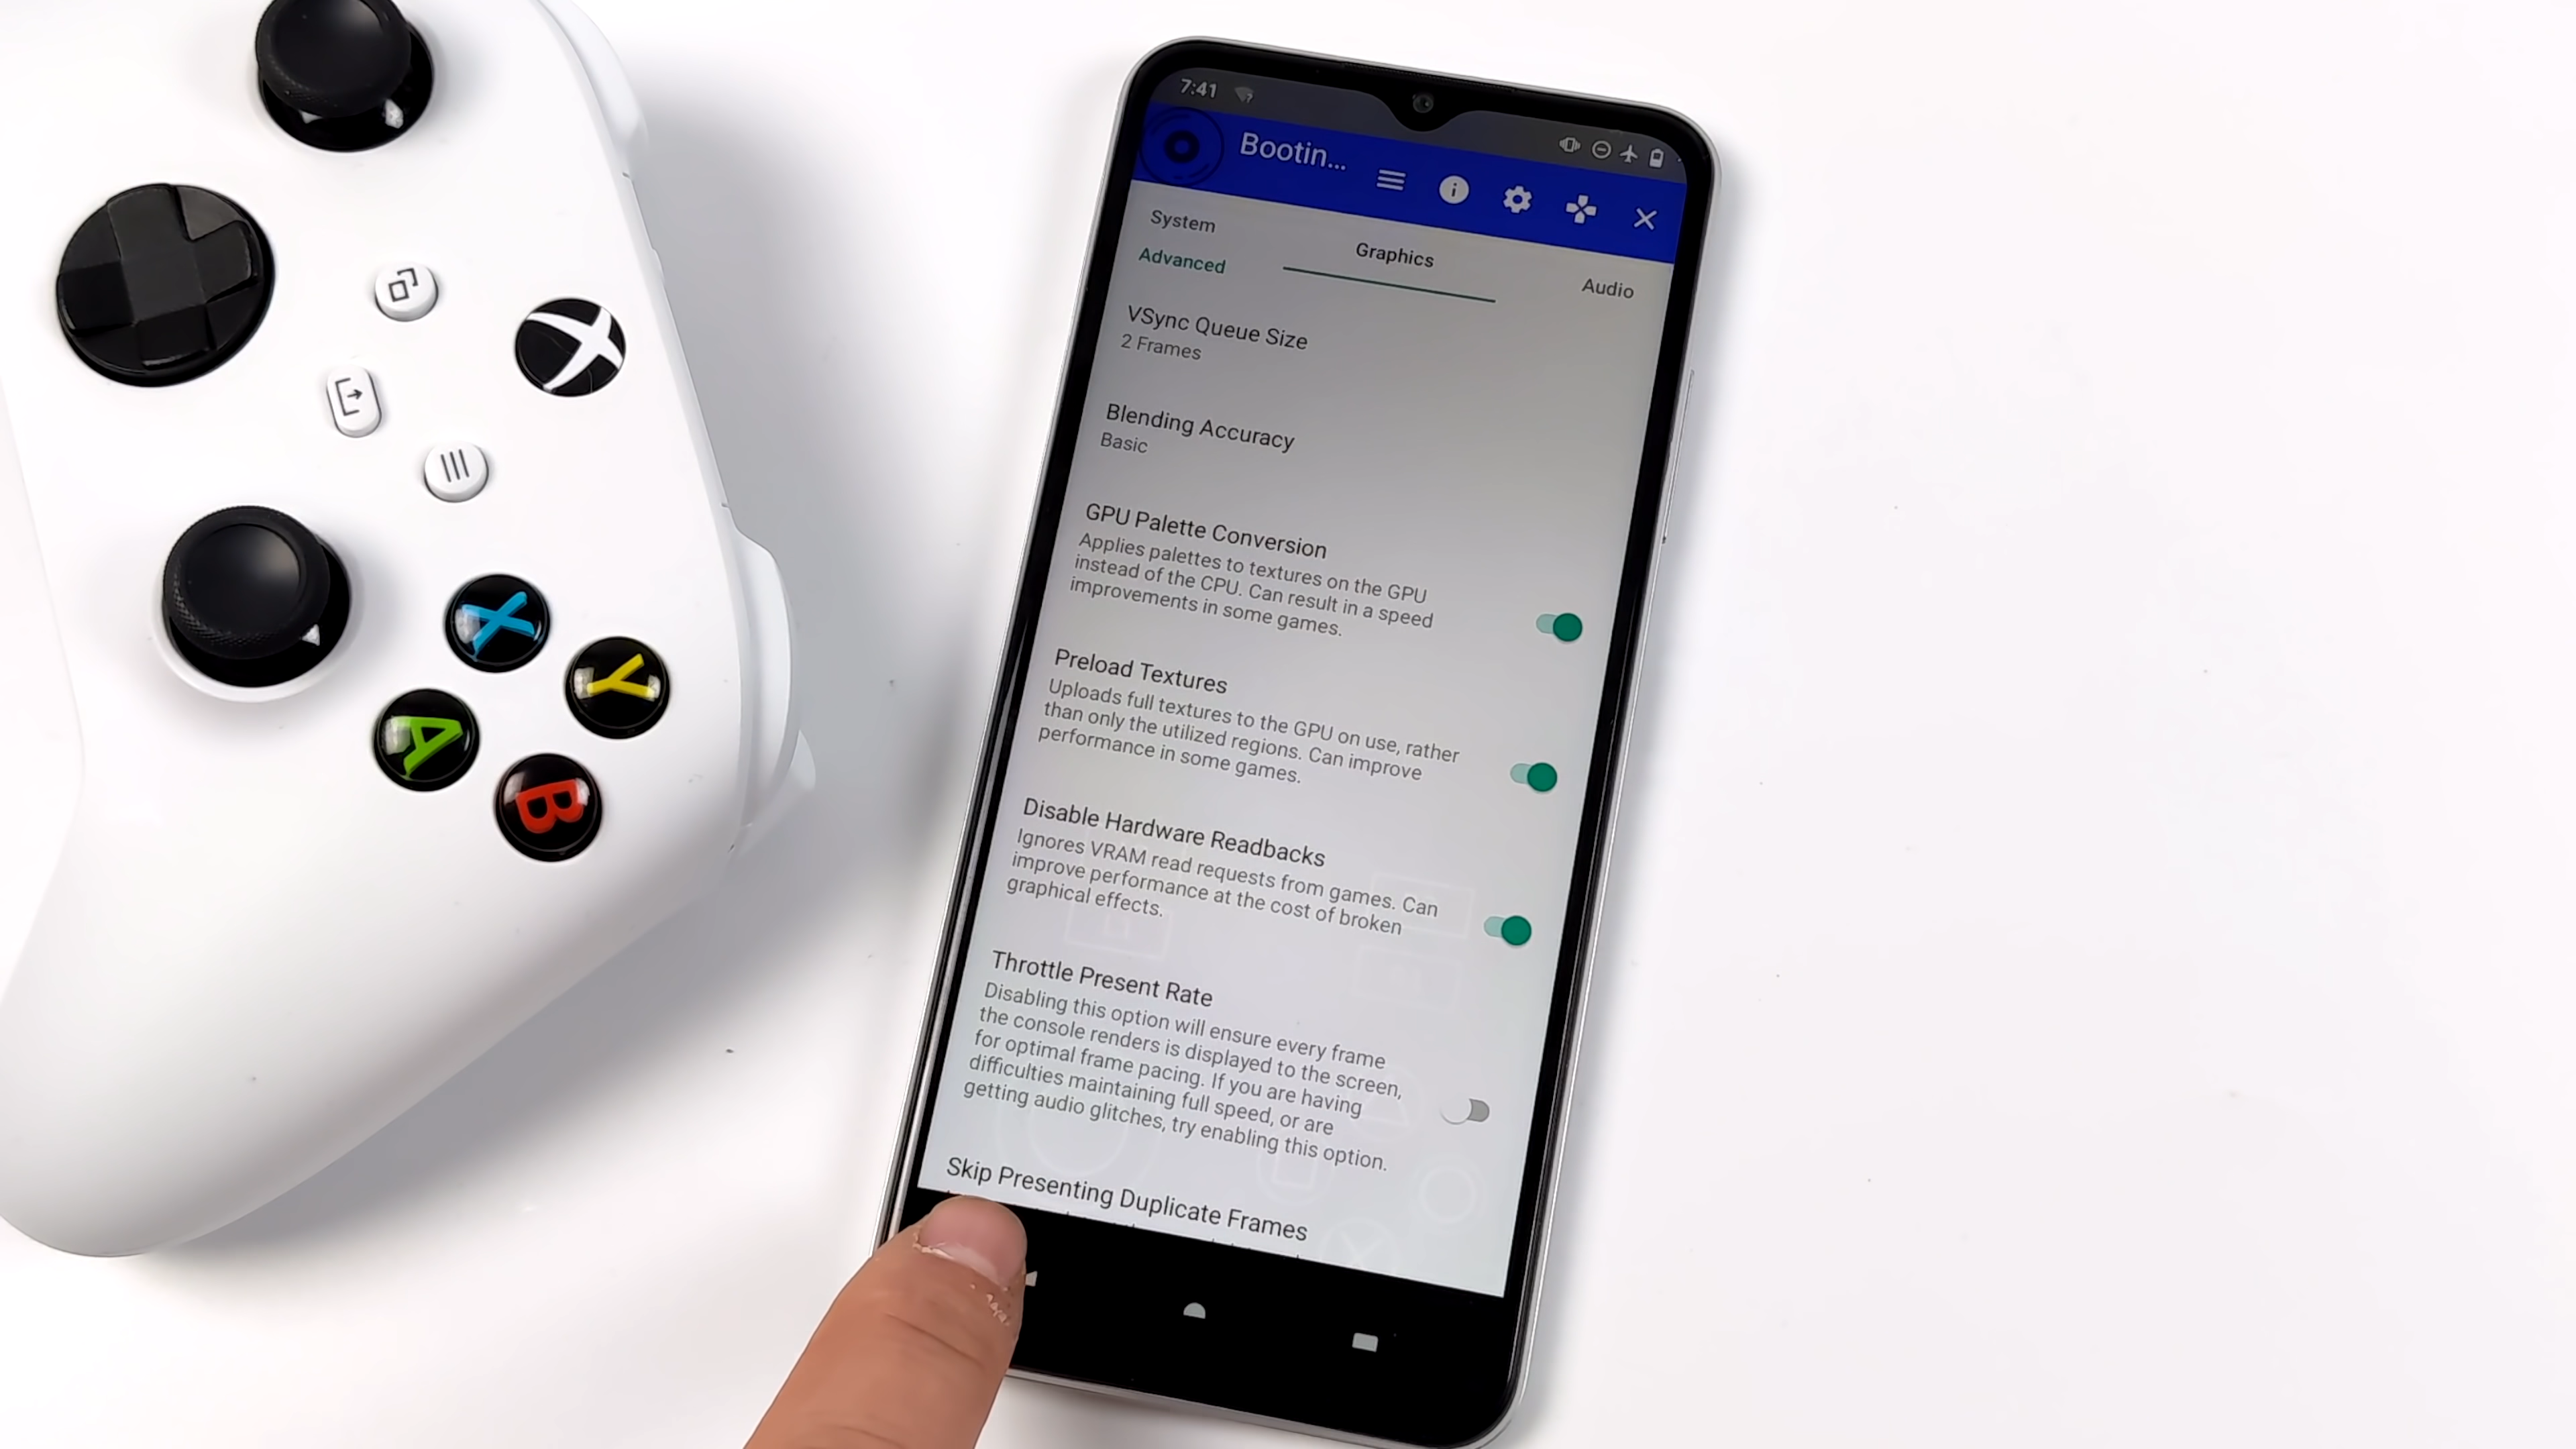 7:41
Bootin...
System
Graphics
Audio
Advanced
VSync Queue Size
2 Frames
Blending Accuracy
Basic
GPU Palette Conversion
Applies palettes to textures on the GPU
instead of the CPU. Can result in a speed
improvements in some games.
Preload Textures
Uploads full textures to the GPU on use, rather
than only the utilized regions. Can improve
performance in some games.
Disable Hardware Readbacks
Ignores VRAM read requests from games. Can
improve performance at the cost of broken
graphical effects.
Throttle Present Rate
Disabling this option will ensure every frame
the console renders is displayed to the screen,
for optimal frame pacing. If you are having
difficulties maintaining full speed, or are
getting audio glitches, try enabling this option.
Skip Presenting Duplicate Frames
X
Y
A
B